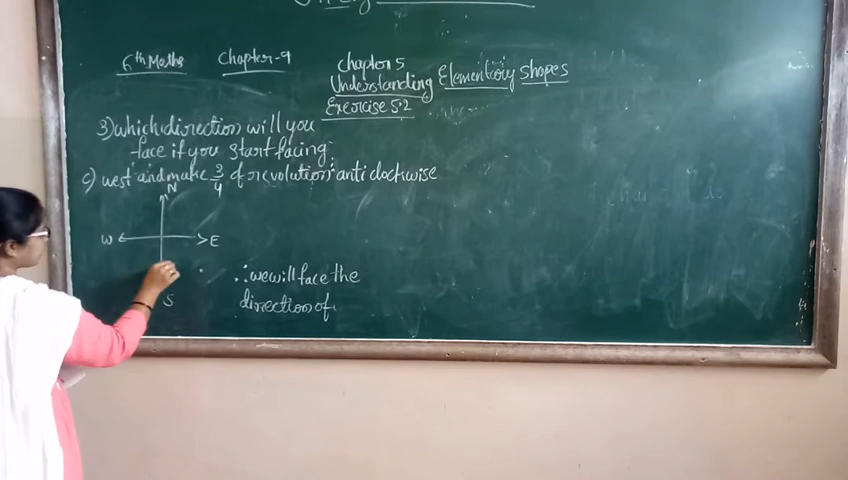 6th Maths Chapter-9
chapter 5
Understanding Elementary shapes
Exercise 5.2
3) which direction will you
face if you start facing
c) west and make 3/4 of revolution anti clockwise
N
W E
S
∴ we will face the
direction of